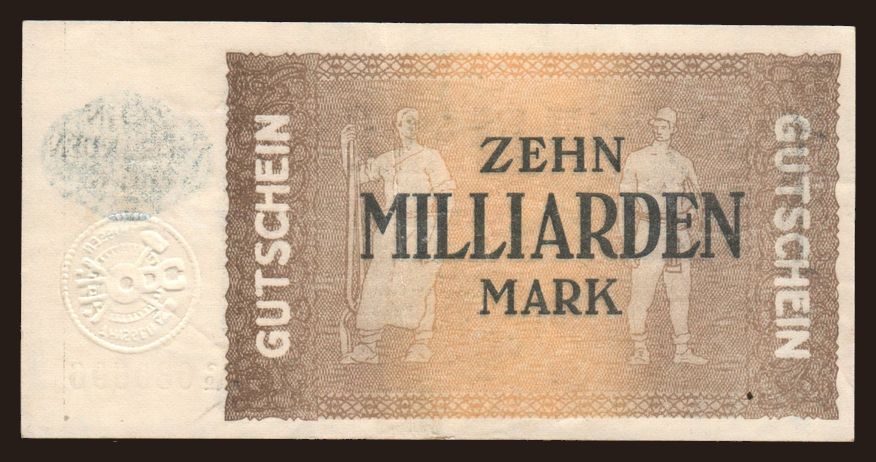 GUTSCHEIN
ZEHN
MILLIARDEN
MARK
GUTSCHEIN